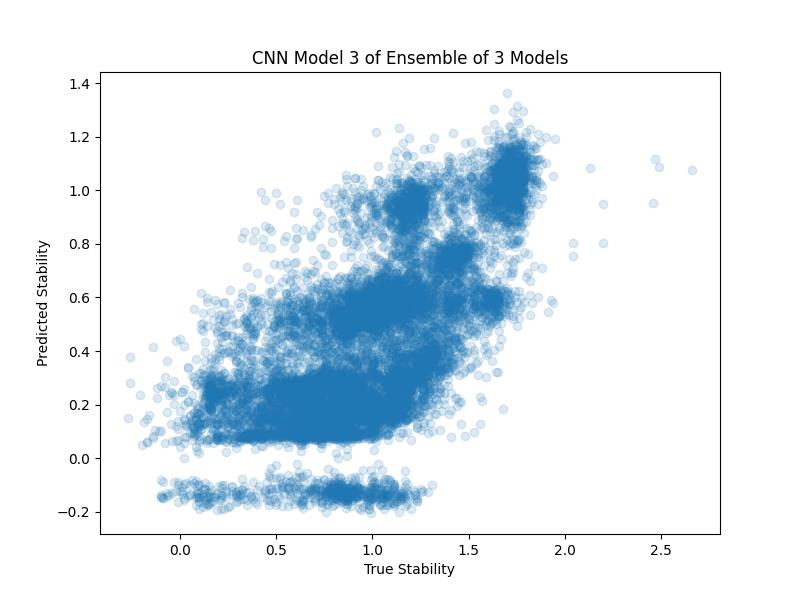 CNN Model 3 of Ensemble of 3 Models
1.4
1.2
1.0
0.8
0.6
0.4
0.2
0.0
−0.2
Predicted Stability
0.0 0.5 1.0 1.5 2.0 2.5
True Stability